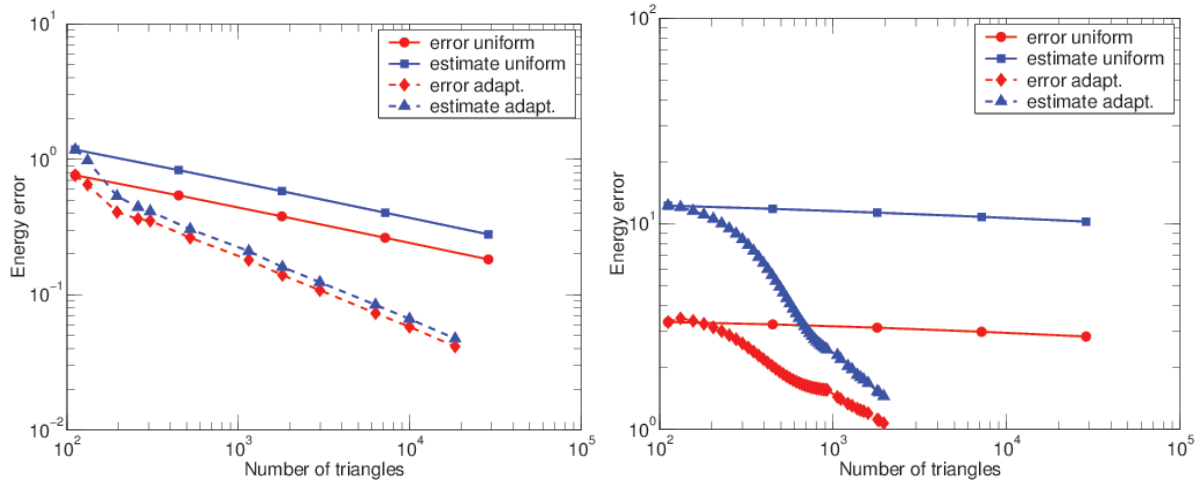 10^1
10^0
10^-1
10^-2
Energy error
error uniform
estimate uniform
error adapt.
estimate adapt.
10^2
10^3
10^4
10^5
Number of triangles
10^2
10^1
10^0
Energy error
error uniform
estimate uniform
error adapt.
estimate adapt.
10^2
10^3
10^4
10^5
Number of triangles